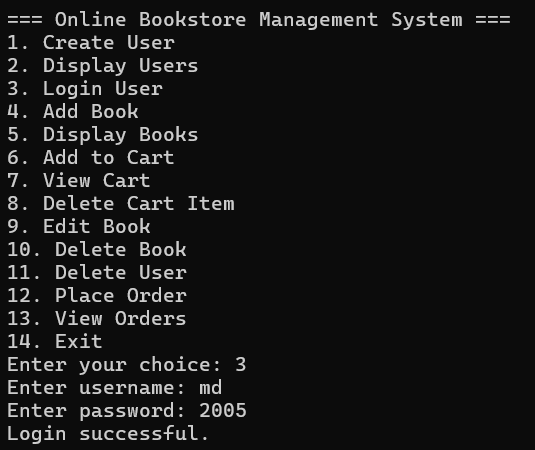 === Online Bookstore Management System ===
1. Create User
2. Display Users
3. Login User
4. Add Book
5. Display Books
6. Add to Cart
7. View Cart
8. Delete Cart Item
9. Edit Book
10. Delete Book
11. Delete User
12. Place Order
13. View Orders
14. Exit
Enter your choice: 3
Enter username: md
Enter password: 2005
Login successful.